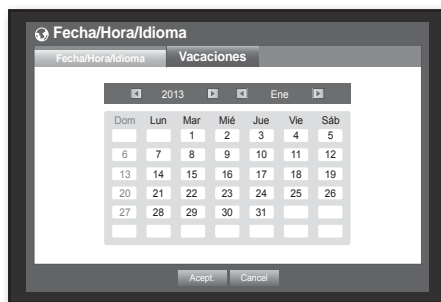 Fecha/Hora/Idioma
Fecha/Hora/Idioma Vacaciones
2013 Ene
Dom Lun Mar Mié Jue Vie Sáb
1 2 3 4 5
6 7 8 9 10 11 12
13 14 15 16 17 18 19
20 21 22 23 24 25 26
27 28 29 30 31
Acept. Cancel